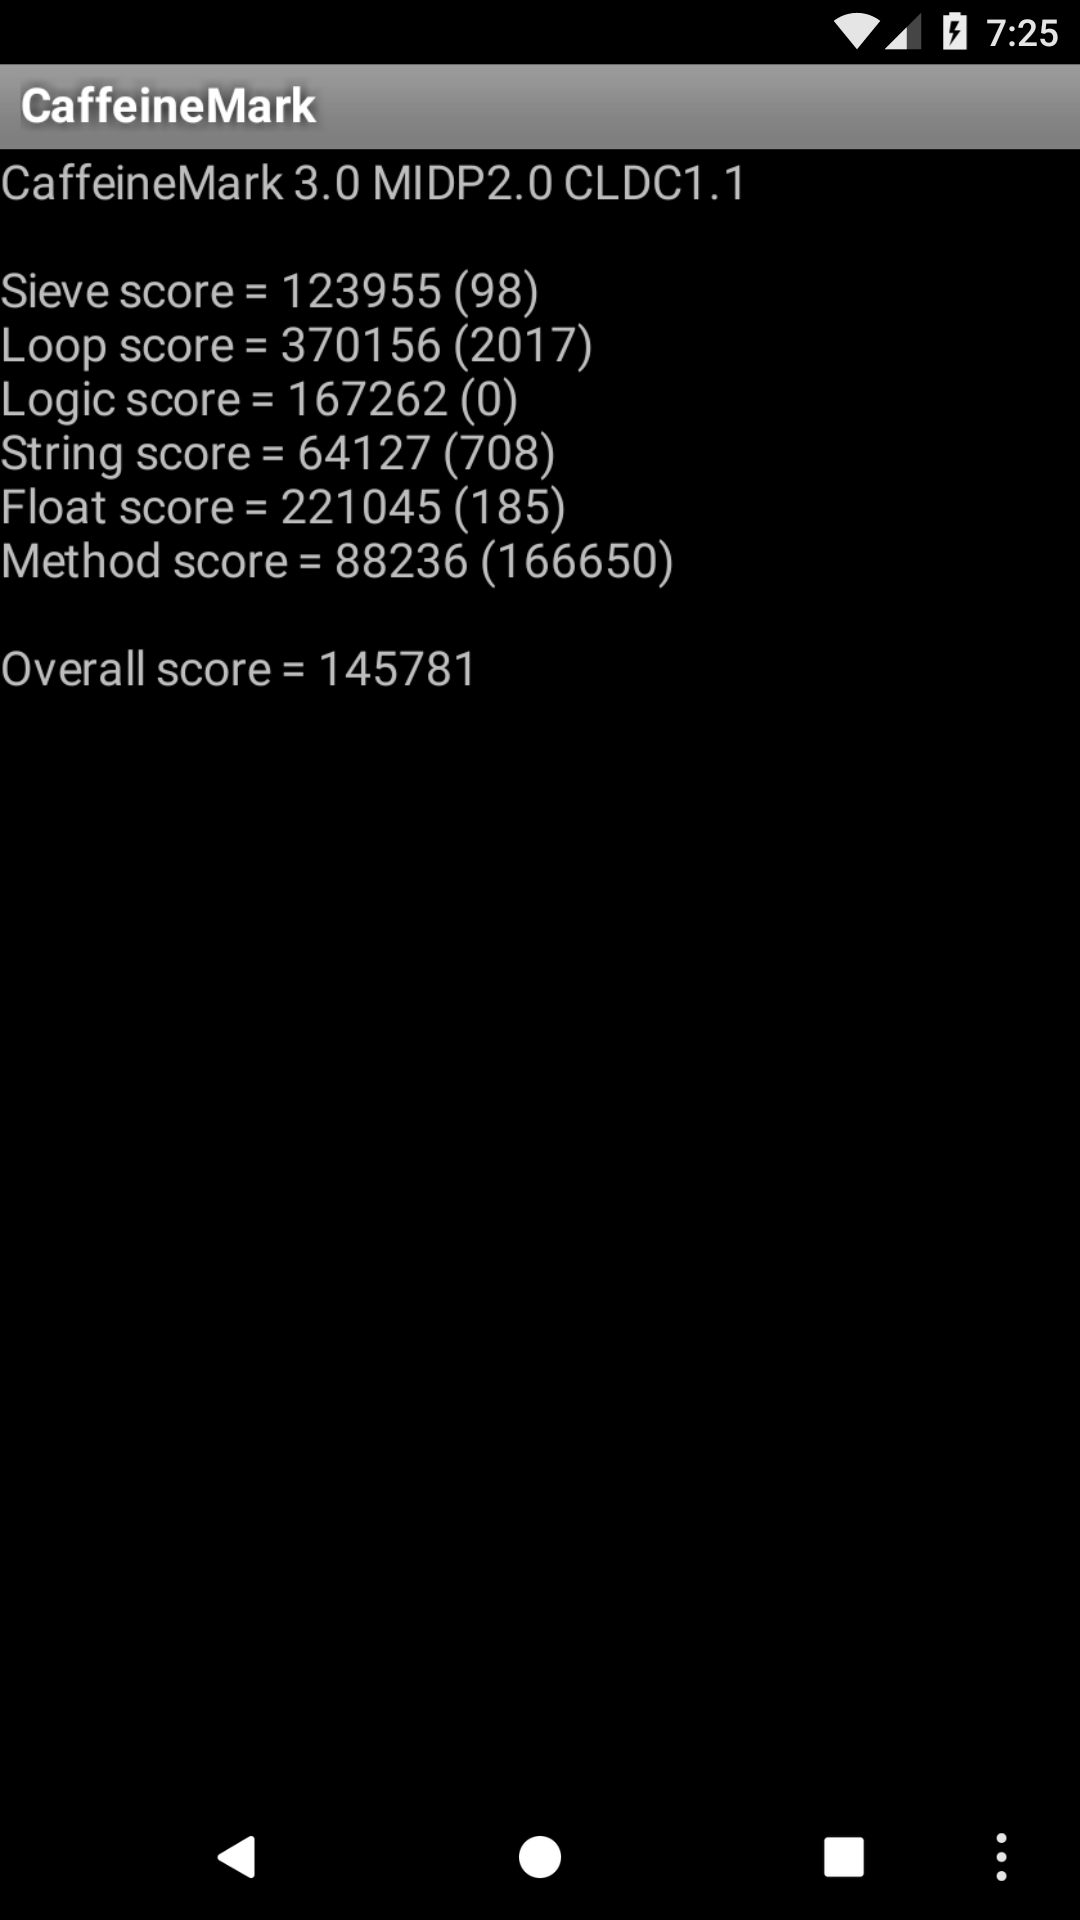 7:25
CaffeineMark
CaffeineMark 3.0 MIDP2.0 CLDC1.1
Sieve score = 123955 (98)
Loop score = 370156 (2017)
Logic score = 167262 (0)
String score = 64127 (708)
Float score = 221045 (185)
Method score = 88236 (166650)
Overall score = 145781